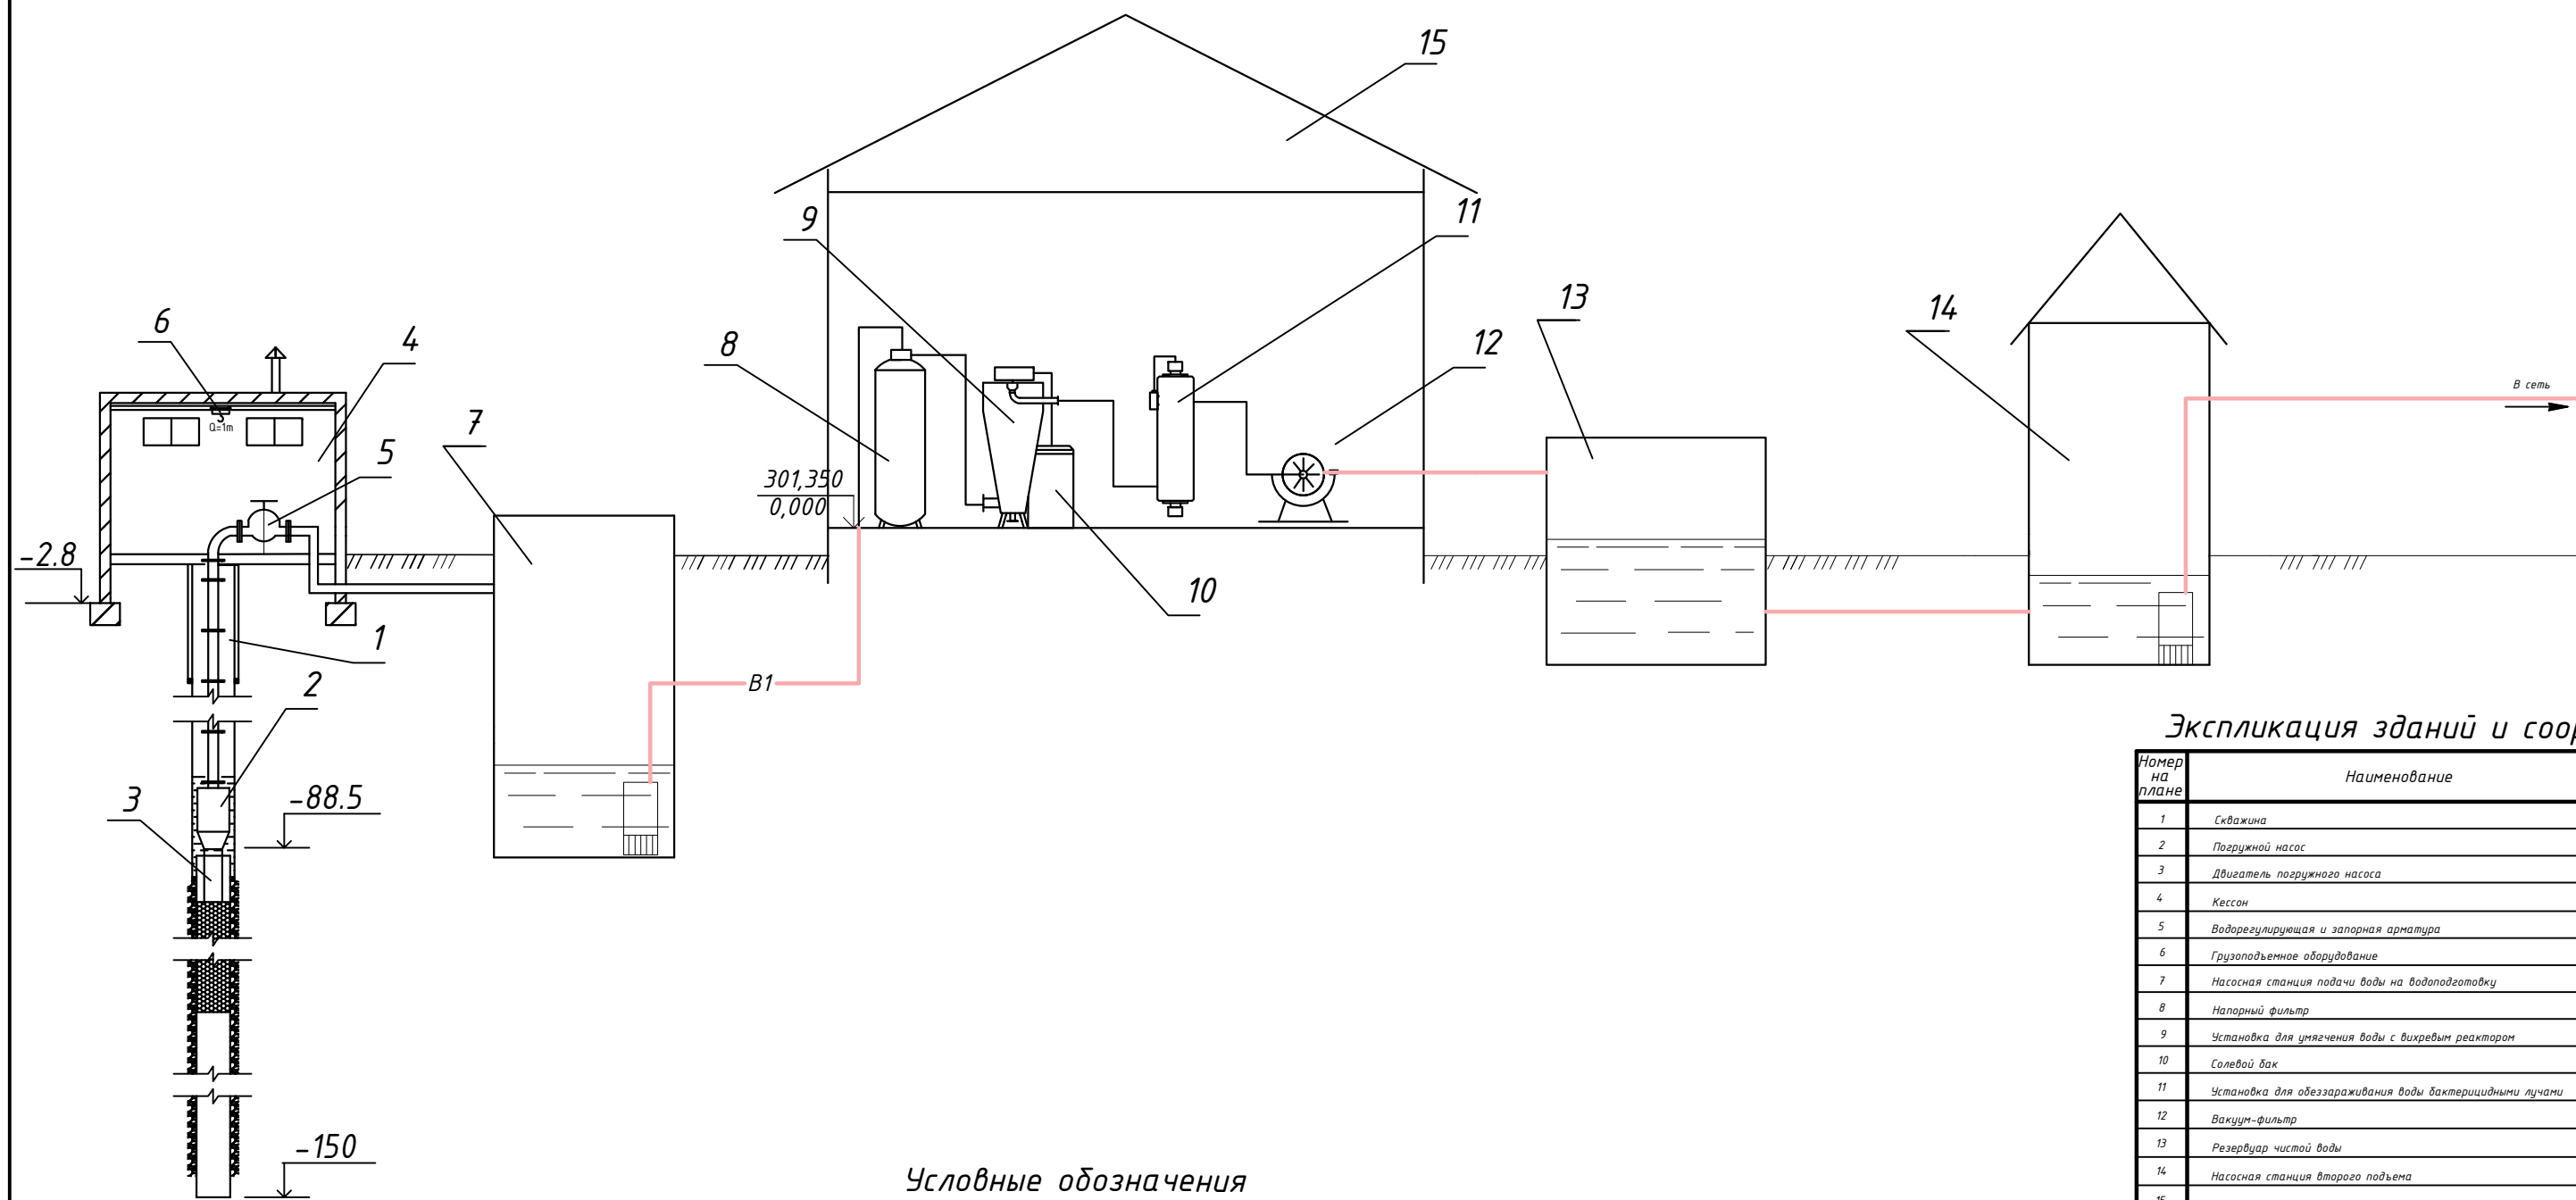 15
9
11
13
14
6
4
8
12
В сеть
Q=1т
7
5
301,350
0,000
-2.8
10
1
В1
2
3
-88.5
-150
Экспликация зданий и соор
Номер
на
плане
Наименование
1 Скважина
2 Погружной насос
3 Двигатель погружного насоса
4 Кессон
5 Водорегулирующая и запорная арматура
6 Грузоподъемное оборудование
7 Насосная станция подачи воды на водоподготовку
8 Напорный фильтр
9 Установка для умягчения воды с вихревым реактором
10 Солевой бак
11 Установка для обеззараживания воды бактерицидными лучами
12 Вакуум-фильтр
13 Резервуар чистой воды
14 Насосная станция второго подъема
15
Условные обозначения